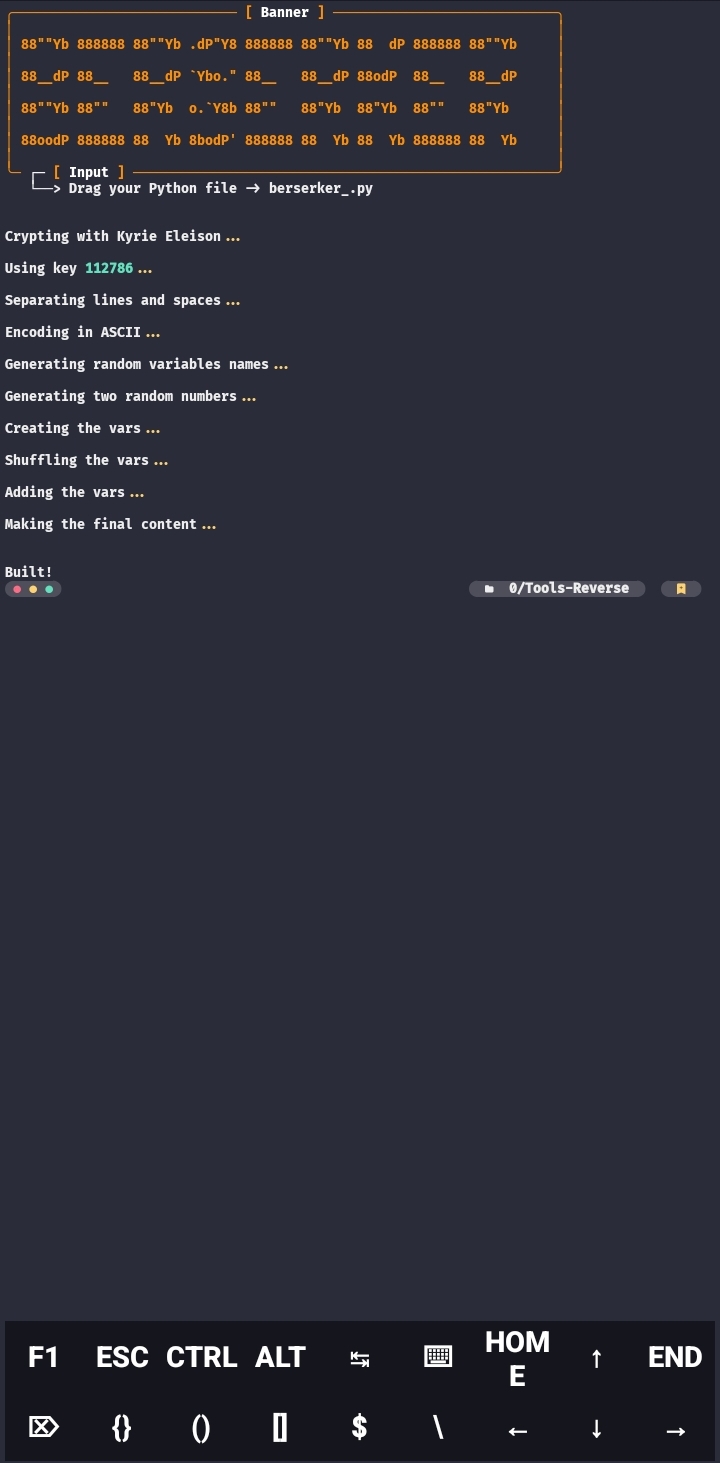 [ Banner ]
88""Yb 888888 88""Yb .dP"Y8 888888 88""Yb 88  dP 888888 88""Yb
88__dP 88__   88__dP `Ybo." 88__   88__dP 88odP  88__   88__dP
88""Yb 88""   88"Yb  o.`Y8b 88""   88"Yb  88"Yb  88""   88"Yb
88oodP 888888 88  Yb 8bodP' 888888 88  Yb 88  Yb 888888 88  Yb
[ Input ]
└──> Drag your Python file -> berserker_.py
Crypting with Kyrie Eleison...
Using key 112786...
Separating lines and spaces...
Encoding in ASCII...
Generating random variables names...
Generating two random numbers...
Creating the vars...
Shuffling the vars...
Adding the vars...
Making the final content...
Built!
0/Tools-Reverse
F1 ESC CTRL ALT ↹ HOME ↑ END
⌦ {} () [] $ \ ← ↓ →